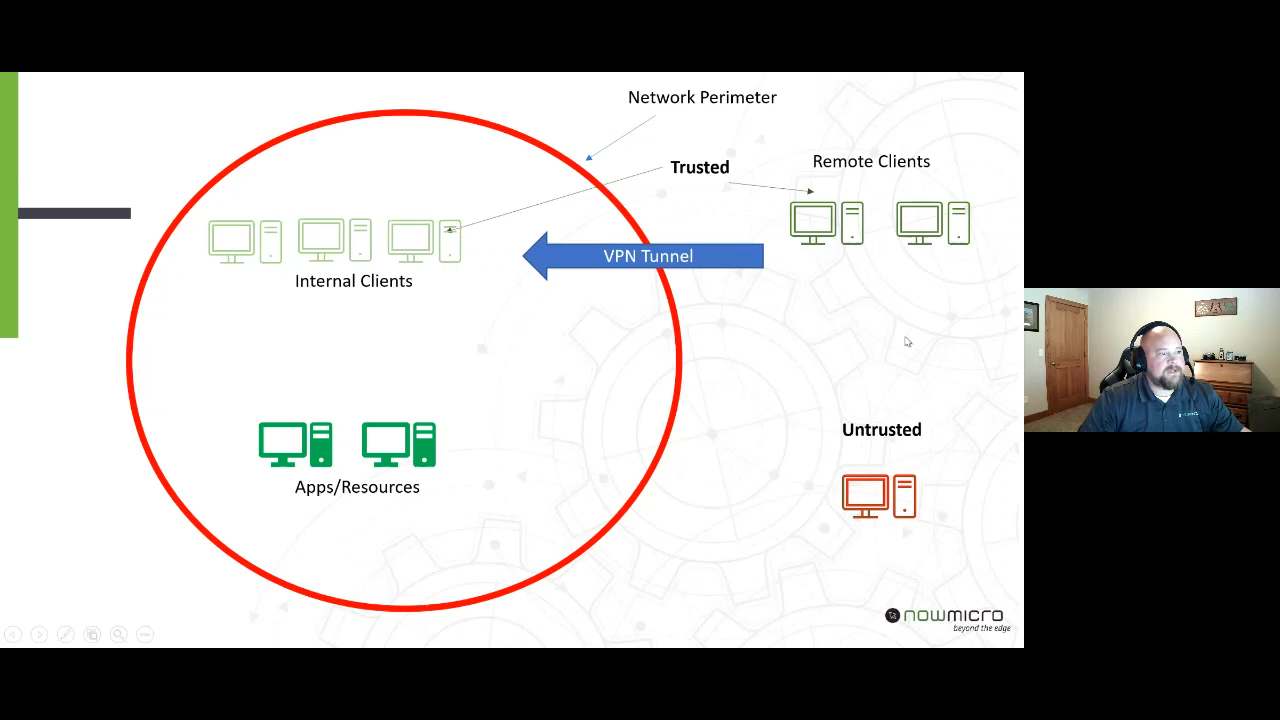 Network Perimeter
Trusted
Remote Clients
VPN Tunnel
Internal Clients
Untrusted
Apps/Resources
nowmicro
beyond the edge